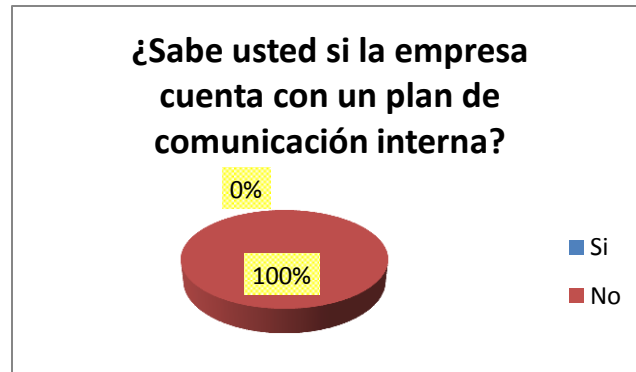 ¿Sabe usted si la empresa
cuenta con un plan de
comunicación interna?
0%
100%
Si
No